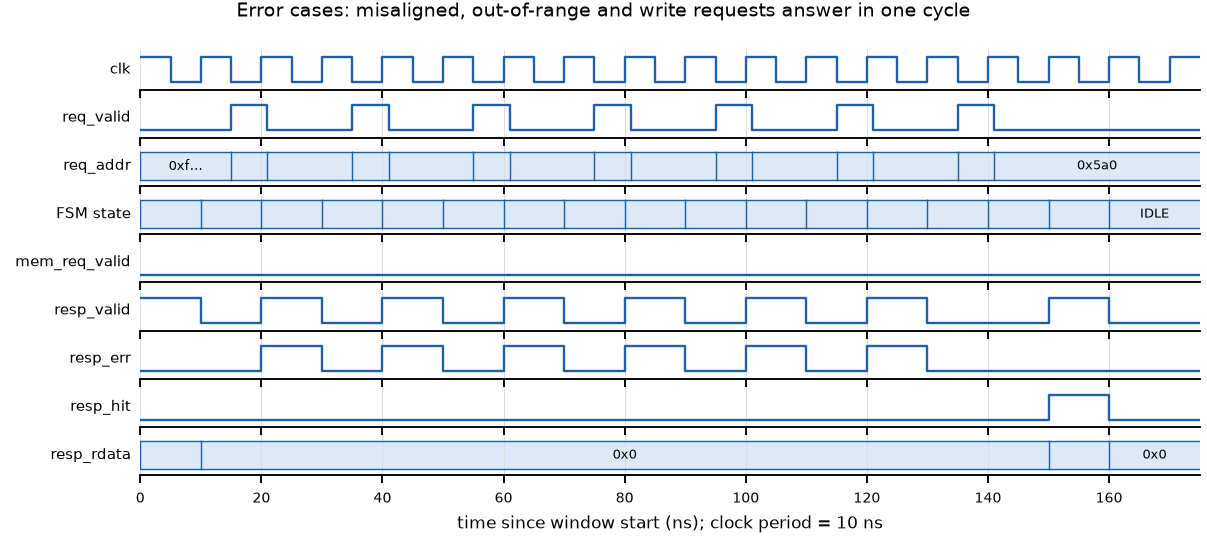 Error cases: misaligned, out-of-range and write requests answer in one cycle
clk
req_valid
req_addr 0xf... 0x5a0
FSM state IDLE
mem_req_valid
resp_valid
resp_err
resp_hit
resp_rdata 0x0 0x0
0 20 40 60 80 100 120 140 160
time since window start (ns); clock period = 10 ns